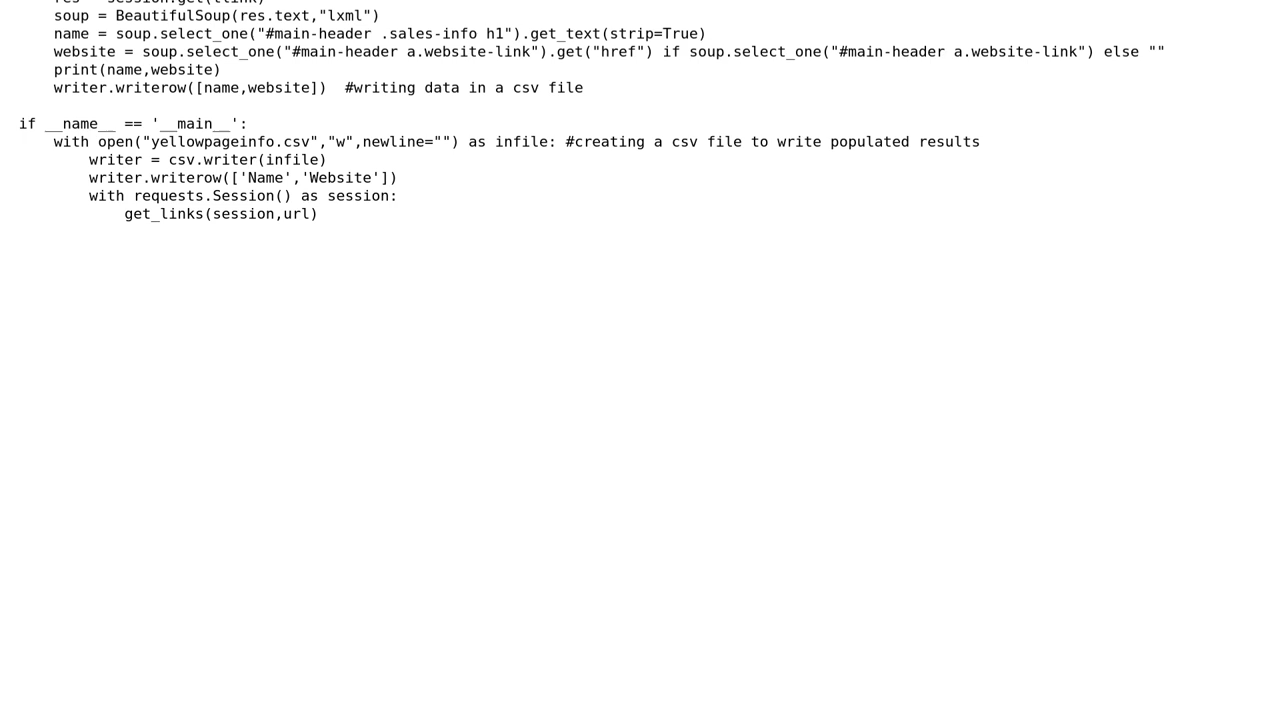 soup = BeautifulSoup(res.text,"lxml")
name = soup.select_one("#main-header .sales-info h1").get_text(strip=True)
website = soup.select_one("#main-header a.website-link").get("href") if soup.select_one("#main-header a.website-link") else ""
print(name,website)
writer.writerow([name,website])  #writing data in a csv file
if __name__ == '__main__':
with open("yellowpageinfo.csv","w",newline="") as infile: #creating a csv file to write populated results
writer = csv.writer(infile)
writer.writerow(['Name','Website'])
with requests.Session() as session:
get_links(session,url)